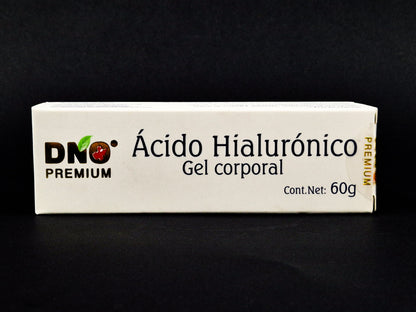 DNO®
PREMIUM
Ácido Hialurónico
Gel corporal
Cont.Net: 60g
PREMIUM